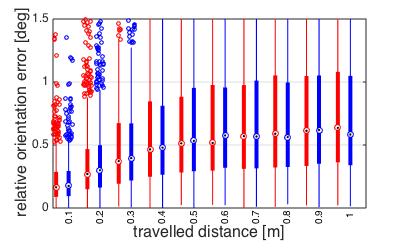 relative orientation error [deg]
1.5
1
0.5
0
0.1 0.2 0.3 0.4 0.5 0.6 0.7 0.8 0.9 1
travelled distance [m]